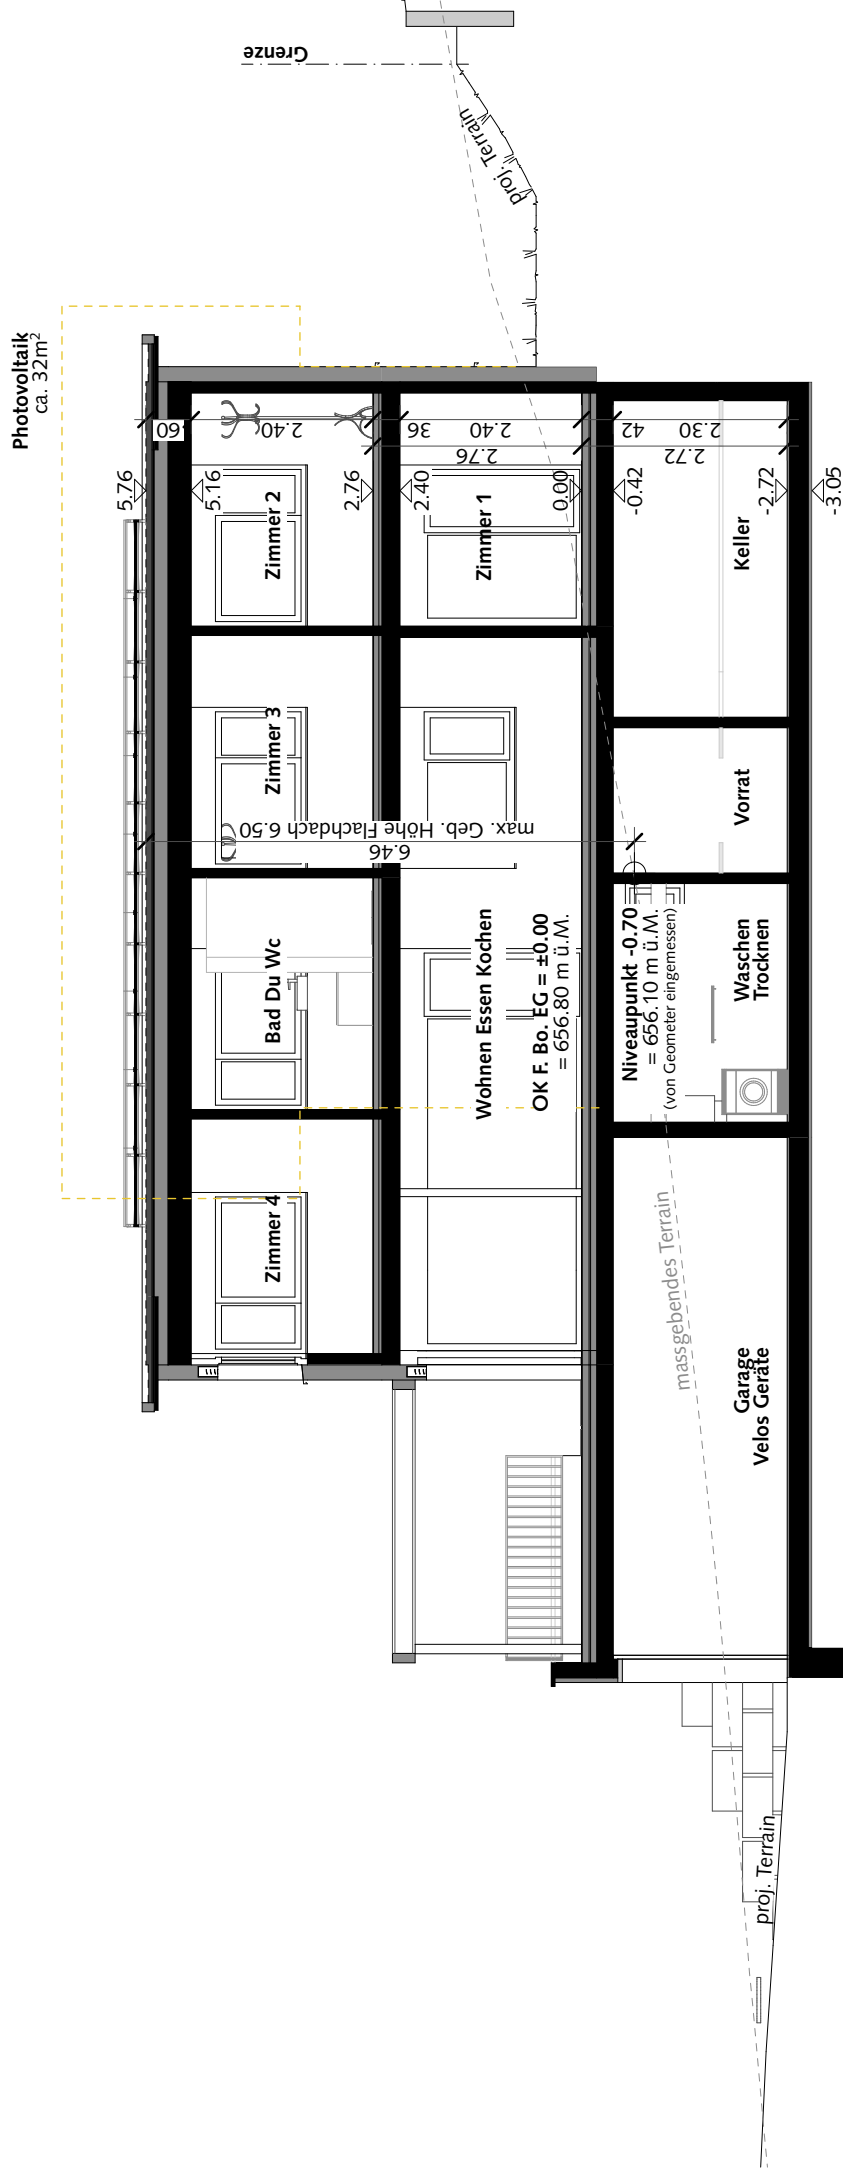 Photovoltaik
ca. 32m²
Grenze
proj. Terrain
5.76
5.16
2.76
2.40
0.00
-0.42
-2.72
-3.05
60
2.40
36
2.40
42
2.30
2.76
2.72
Zimmer 4
Bad Du Wc
Zimmer 3
Zimmer 2
max. Geb. Höhe Flachdach 6.50
6.46
Wohnen Essen Kochen
Zimmer 1
OK F. Bo. EG = ±0.00
= 656.80 m ü.M.
Niveaupunkt -0.70
= 656.10 m ü.M.
(von Geometer eingemessen)
massgebendes Terrain
Garage
Velos Geräte
Waschen
Trocknen
Vorrat
Keller
proj. Terrain